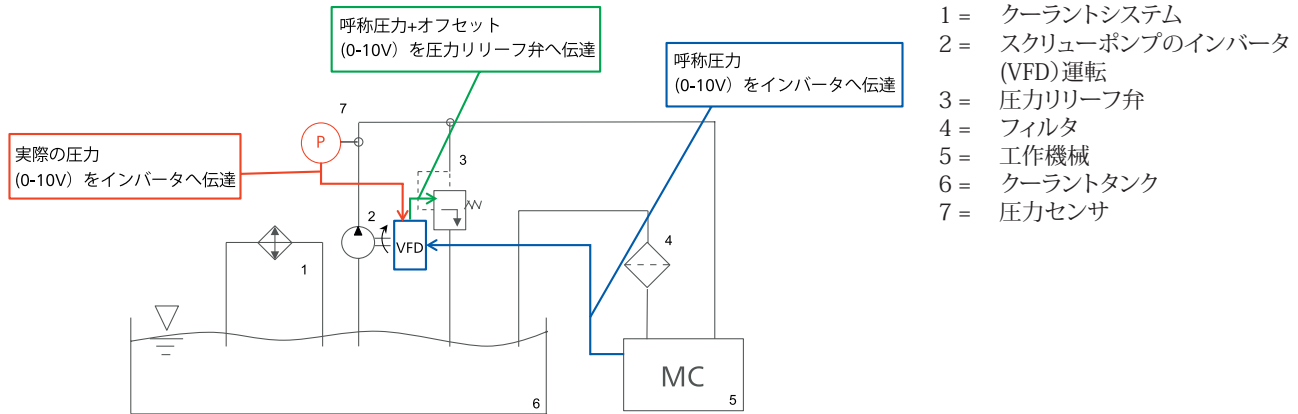 呼称圧力+オフセット
(0-10V）を圧力リリーフ弁へ伝達
呼称圧力
(0-10V）をインバータへ伝達
実際の圧力
(0-10V）をインバータへ伝達
7
P
3
2
VFD
1
4
6
MC
5
1 = クーラントシステム
2 = スクリューポンプのインバータ
(VFD）運転
3 = 圧力リリーフ弁
4 = フィルタ
5 = 工作機械
6 = クーラントタンク
7 = 圧力センサ